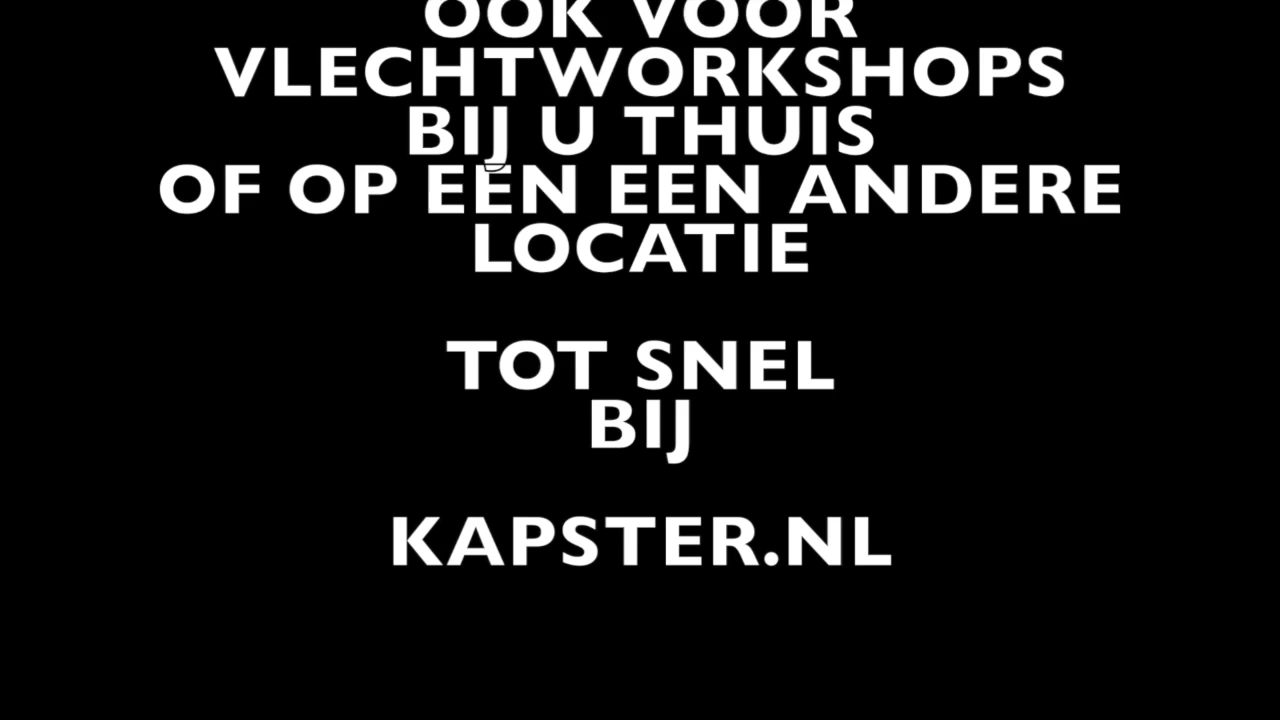 OOK VOOR
VLECHTWORKSHOPS
BIJ U THUIS
OF OP EEN EEN ANDERE
LOCATIE
TOT SNEL
BIJ
KAPSTER.NL